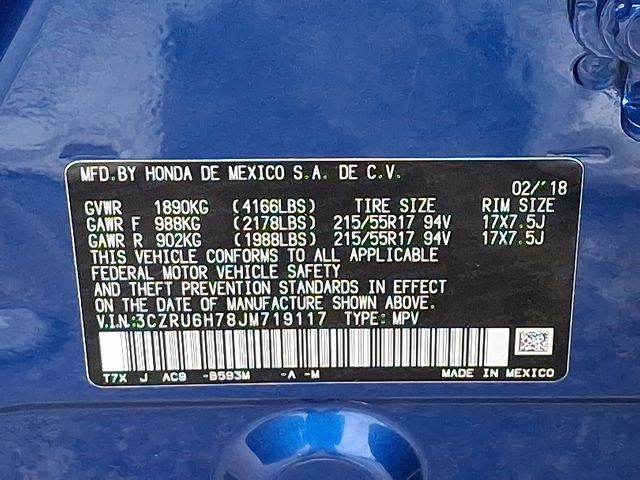 MFD.BY HONDA DE MEXICO S.A. DE C.V.
02/'18
GVWR 1890KG (4166LBS) TIRE SIZE RIM SIZE
GAWR F 988KG (2178LBS) 215/55R17 94V 17X7.5J
GAWR R 902KG (1988LBS) 215/55R17 94V 17X7.5J
THIS VEHICLE CONFORMS TO ALL APPLICABLE
FEDERAL MOTOR VEHICLE SAFETY
AND THEFT PREVENTION STANDARDS IN EFFECT
ON THE DATE OF MANUFACTURE SHOWN ABOVE.
V.I.N.:3CZRU6H78JM719117 TYPE: MPV
T7X J AC9 -B593M -A -M MADE IN MEXICO